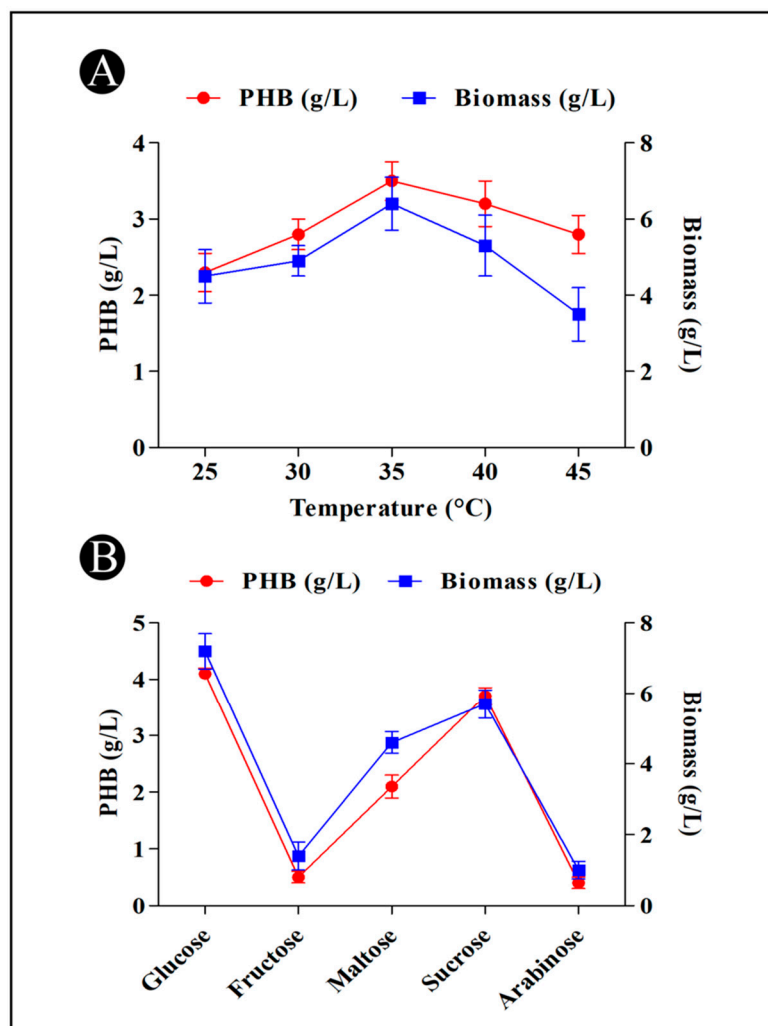 A
PHB (g/L) Biomass (g/L)
4
3
2
1
0
PHB (g/L)
8
6
4
2
0
Biomass (g/L)
25 30 35 40 45
Temperature (°C)
B
PHB (g/L) Biomass (g/L)
5
4
3
2
1
0
PHB (g/L)
8
6
4
2
0
Biomass (g/L)
Glucose
Fructose
Maltose
Sucrose
Arabinose